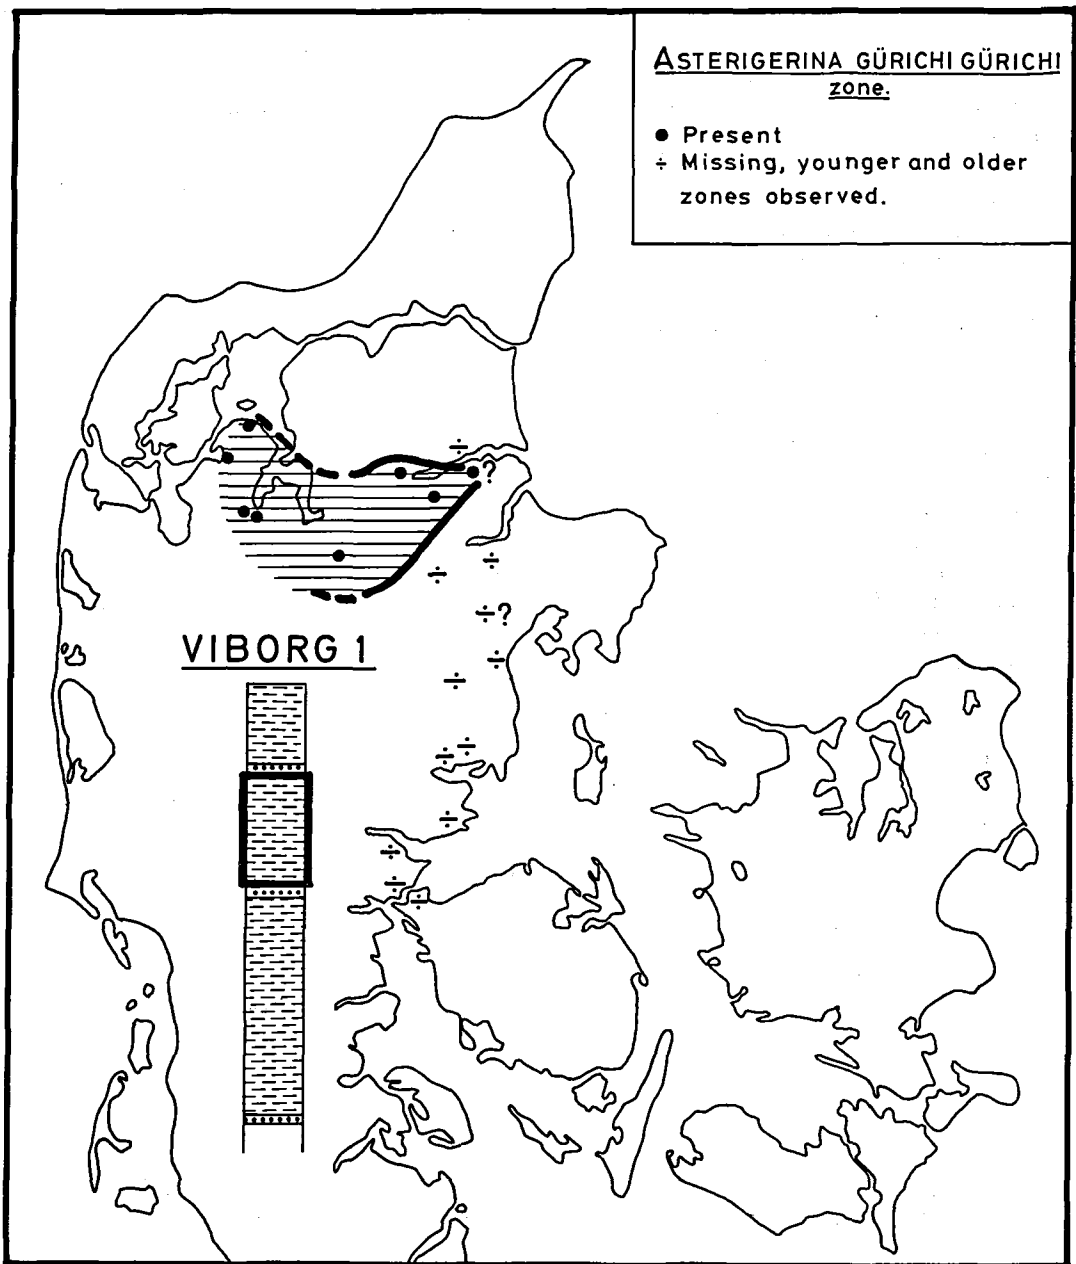 ASTERIGERINA GÜRICHI GÜRICHI
zone.
● Present
÷ Missing, younger and older
zones observed.
÷
?
÷
÷
÷?
÷
÷
VIBORG 1
÷
÷
÷
÷
÷
÷